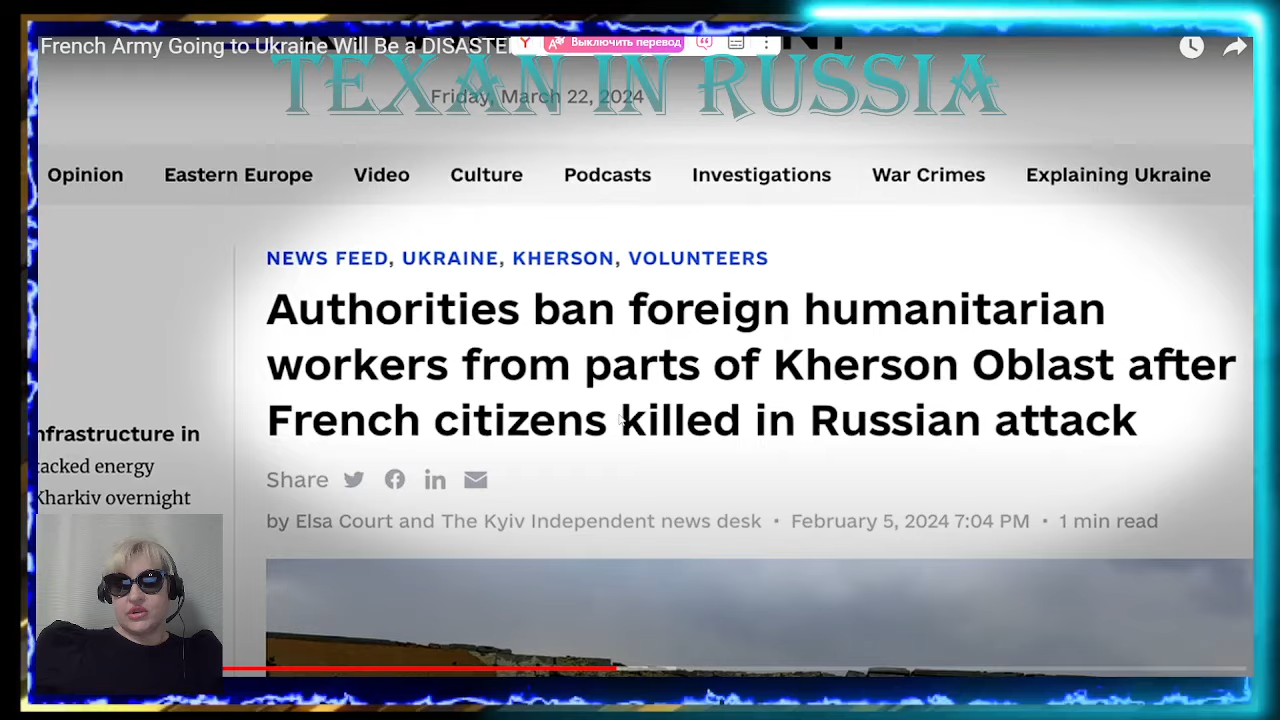 French Army Going to Ukraine Will Be a DISASTE
Выключить перевод
TEXAN IN RUSSIA
Friday, March 22, 2024
Opinion Eastern Europe Video Culture Podcasts Investigations War Crimes Explaining Ukraine
NEWS FEED, UKRAINE, KHERSON, VOLUNTEERS
Authorities ban foreign humanitarian
workers from parts of Kherson Oblast after
French citizens killed in Russian attack
Share
by Elsa Court and The Kyiv Independent news desk • February 5, 2024 7:04 PM • 1 min read
nfrastructure in
tacked energy
Kharkiv overnight